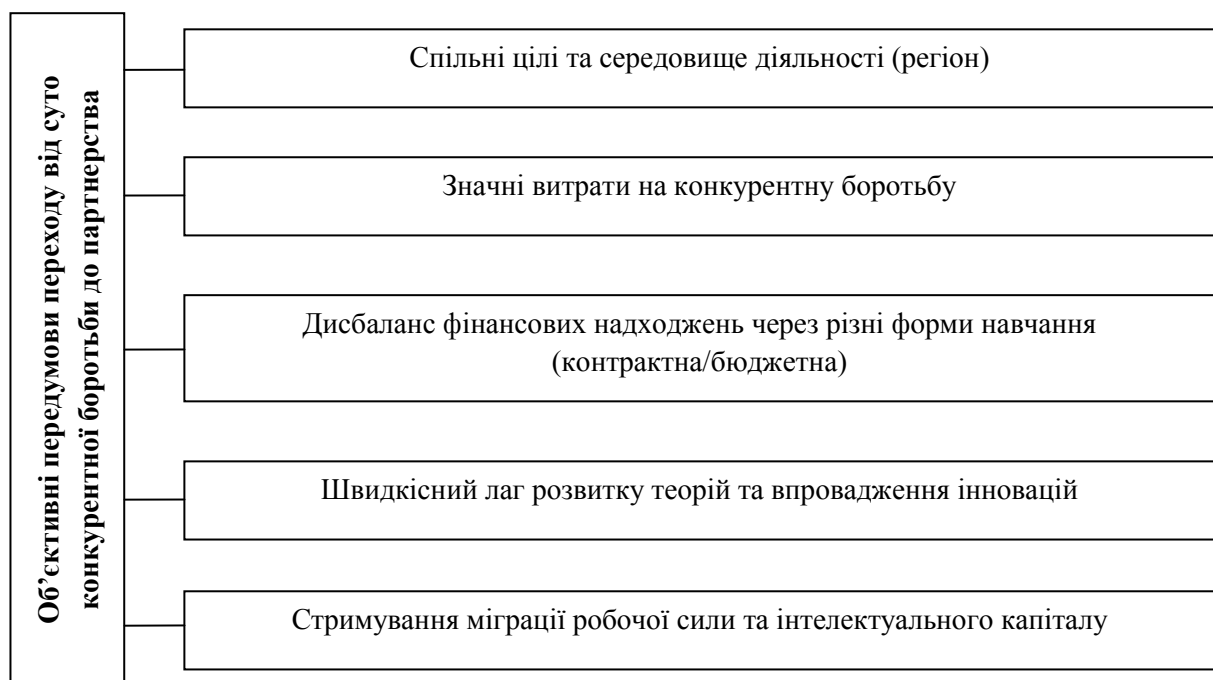 Об’єктивні передумови переходу від суто
конкурентної боротьби до партнерства
Спільні цілі та середовище діяльності (регіон)
Значні витрати на конкурентну боротьбу
Дисбаланс фінансових надходжень через різні форми навчання
(контрактна/бюджетна)
Швидкісний лаг розвитку теорій та впровадження інновацій
Стримування міграції робочої сили та інтелектуального капіталу